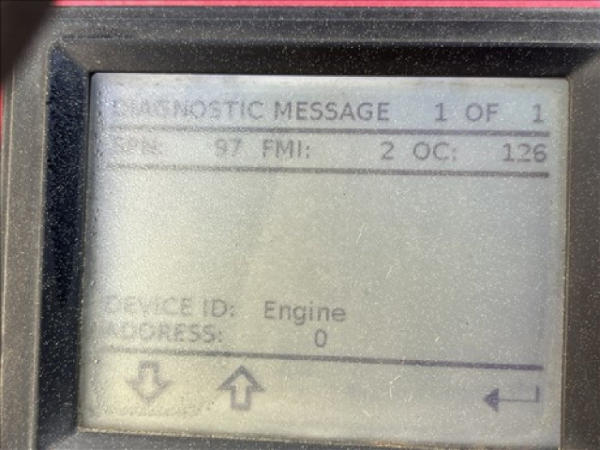 DIAGNOSTIC MESSAGE 1 OF 1
SPN: 97 FMI: 2 OC: 126
DEVICE ID: Engine
ADDRESS: 0